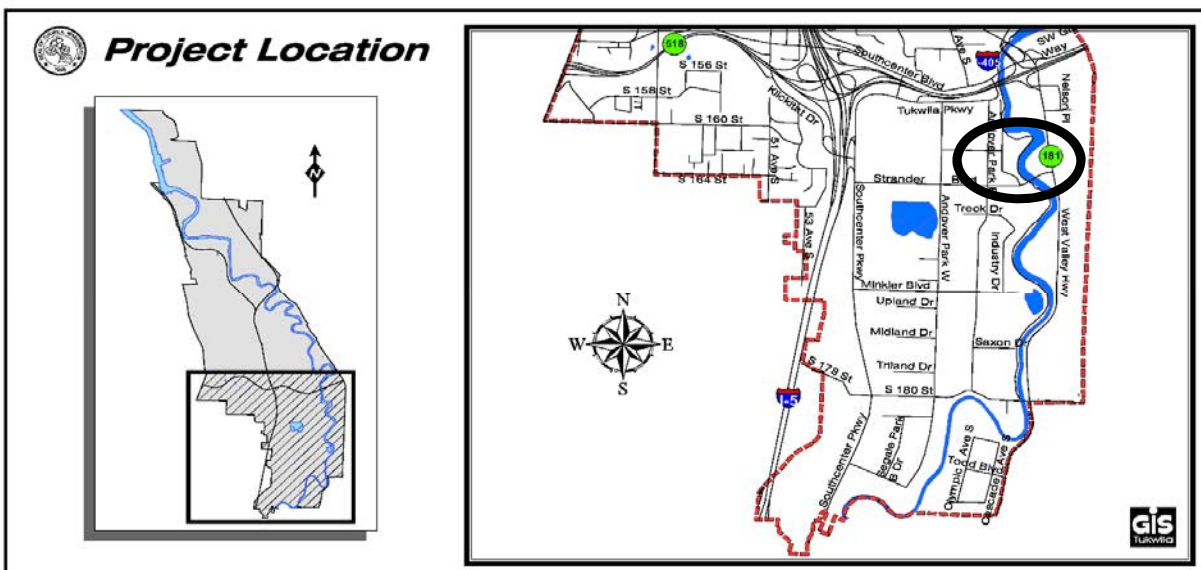 Project Location
N
518
S 156 St
S 158 St
S 160 St
S 164 St
51 Ave S
53 Ave S
Klickitat Dr
Southcenter Blvd
Ave S
I-405
SW G
Way
Nelson Pl
Tukwila Pkwy
Andover Park E
181
Strander Blvd
Treck Dr
Southcenter Pkwy
Andover Park W
Industry Dr
West Valley Hwy
Minkler Blvd
Upland Dr
Midland Dr
Saxon Dr
Triland Dr
S 178 St
S 180 St
I-5
N
W
E
S
Southcenter Pkwy
Segale Park
B Dr
Olympic Ave S
Todd Blvd
Cascade Ave S
GIS
Tukwila